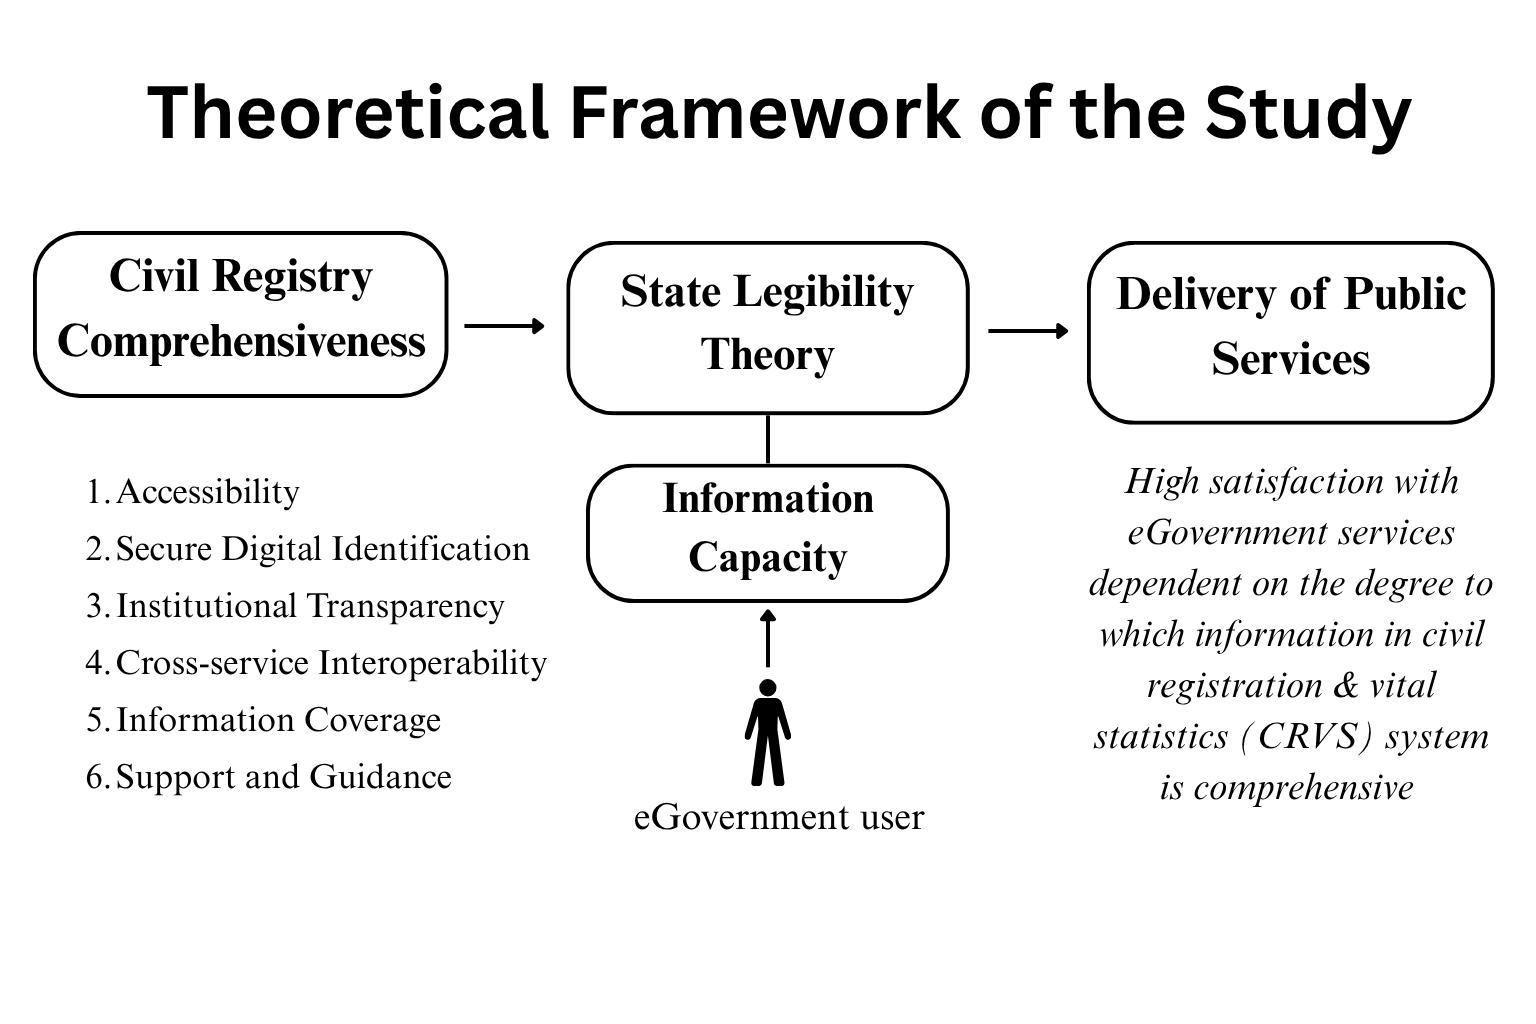 Theoretical Framework of the Study
Civil Registry
Comprehensiveness
State Legibility
Theory
Delivery of Public
Services
1. Accessibility
2. Secure Digital Identification
3. Institutional Transparency
4. Cross-service Interoperability
5. Information Coverage
6. Support and Guidance
Information
Capacity
eGovernment user
High satisfaction with
eGovernment services
dependent on the degree to
which information in civil
registration & vital
statistics (CRVS) system
is comprehensive